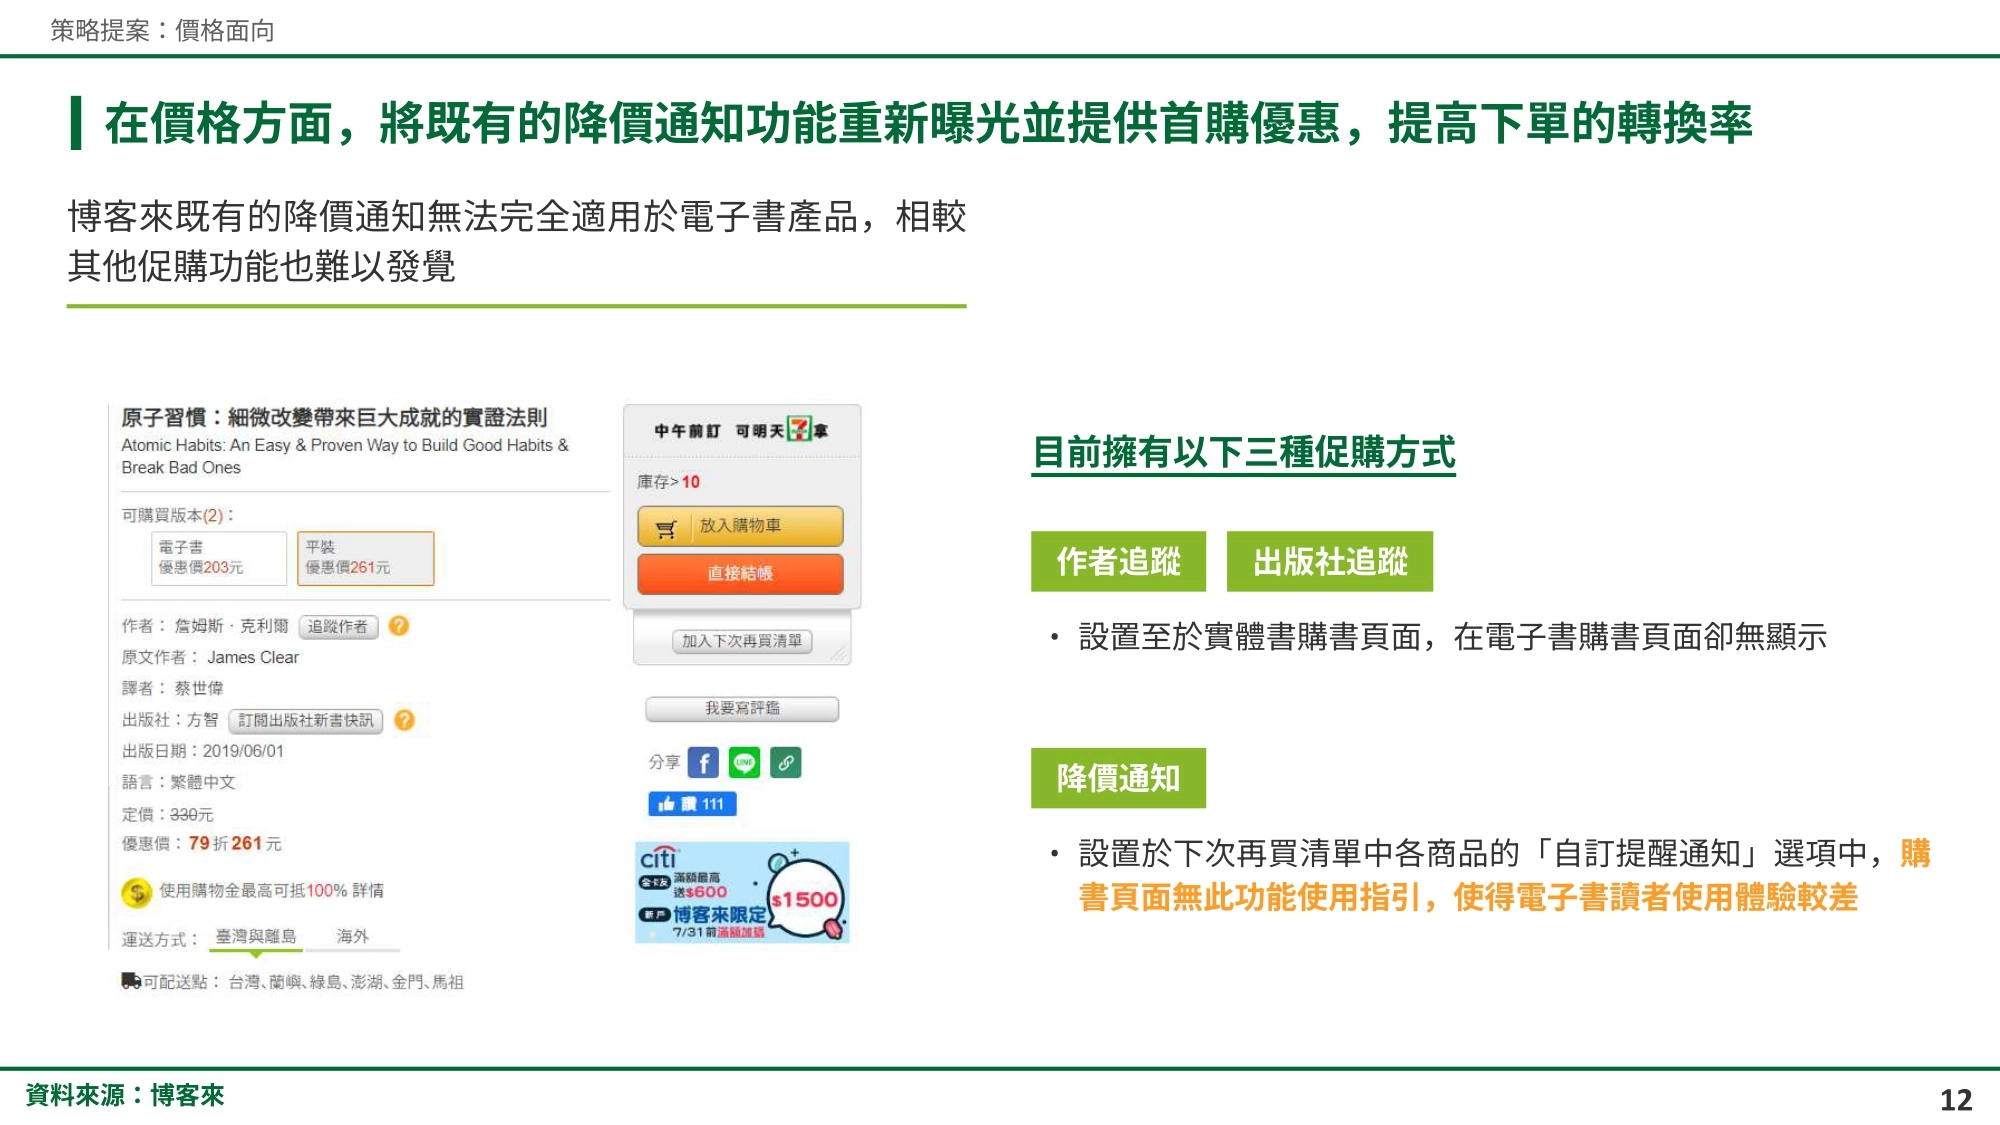 策略提案：價格面向
在價格方面，將既有的降價通知功能重新曝光並提供首購優惠，提高下單的轉換率
博客來既有的降價通知無法完全適用於電子書產品，相較
其他促購功能也難以發覺
原子習慣：細微改變帶來巨大成就的實證法則
Atomic Habits: An Easy & Proven Way to Build Good Habits &
Break Bad Ones
可購買版本(2)：
電子書
優惠價203元
平裝
優惠價261元
作者： 詹姆斯‧克利爾 追蹤作者 ?
原文作者： James Clear
譯者： 蔡世偉
出版社：方智 訂閱出版社新書快訊 ?
出版日期：2019/06/01
語言：繁體中文
定價：330元
優惠價：79折261元
$ 使用購物金最高可抵100% 詳情
運送方式： 臺灣與離島 海外
可配送點： 台灣、蘭嶼、綠島、澎湖、金門、馬祖
中午前訂 可明天 7 拿
庫存>10
放入購物車
直接結帳
加入下次再買清單
我要寫評鑑
分享 f LINE
讚 111
citi
金卡友 滿額最高
送$600
新戶 博客來限定
7/31前滿額加碼
$1500
目前擁有以下三種促購方式
作者追蹤 出版社追蹤
• 設置至於實體書購書頁面，在電子書購書頁面卻無顯示
降價通知
• 設置於下次再買清單中各商品的「自訂提醒通知」選項中，購
書頁面無此功能使用指引，使得電子書讀者使用體驗較差
資料來源：博客來
12